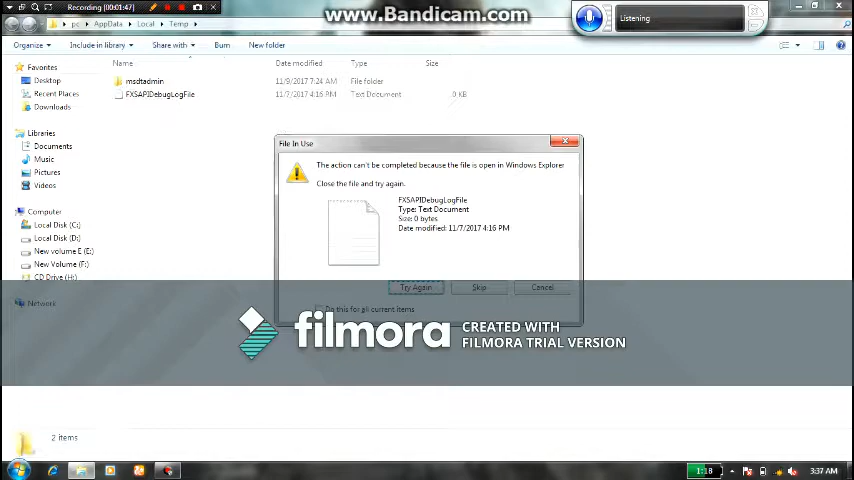 Recording [00:01:47]
www.Bandicam.com
Listening
pc
AppData
Local
Temp
Organize
Include in library
Share with
Burn
New folder
Name
Date modified
Type
Size
Favorites
Desktop
Recent Places
Downloads
Libraries
Documents
Music
Pictures
Videos
Computer
Local Disk (C:)
Local Disk (D:)
New volume E (E:)
New Volume (F:)
CD Drive (H:)
Network
msdtadmin
11/9/2017 7:24 AM
File folder
FXSAPIDebugLogFile
11/7/2017 4:16 PM
Text Document
0 KB
File In Use
The action can't be completed because the file is open in Windows Explorer
Close the file and try again.
FXSAPIDebugLogFile
Type: Text Document
Size: 0 bytes
Date modified: 11/7/2017 4:16 PM
Try Again
Skip
Cancel
Do this for all current items
filmora
CREATED WITH
FILMORA TRIAL VERSION
2 items
1:18
3:37 AM